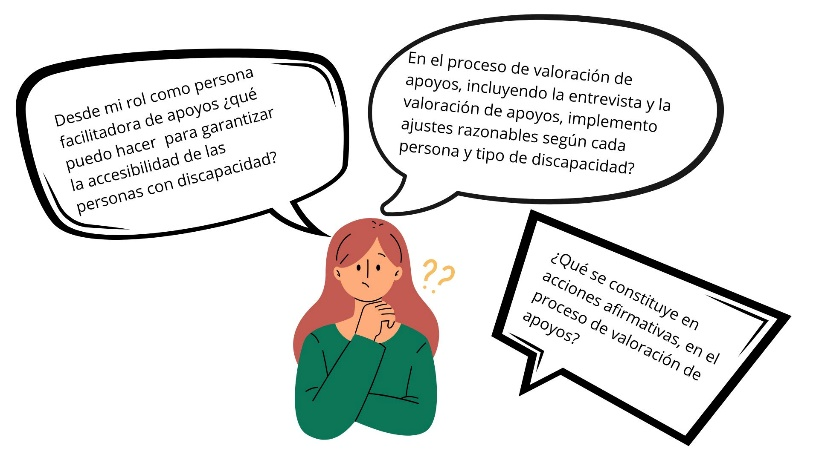 Desde mi rol como persona
facilitadora de apoyos ¿qué
puedo hacer para garantizar
la accesibilidad de las
personas con discapacidad?
En el proceso de valoración de
apoyos, incluyendo la entrevista y la
valoración de apoyos, implemento
ajustes razonables según cada
persona y tipo de discapacidad?
??
¿Qué se constituye en
acciones afirmativas, en el
proceso de valoración de
apoyos?